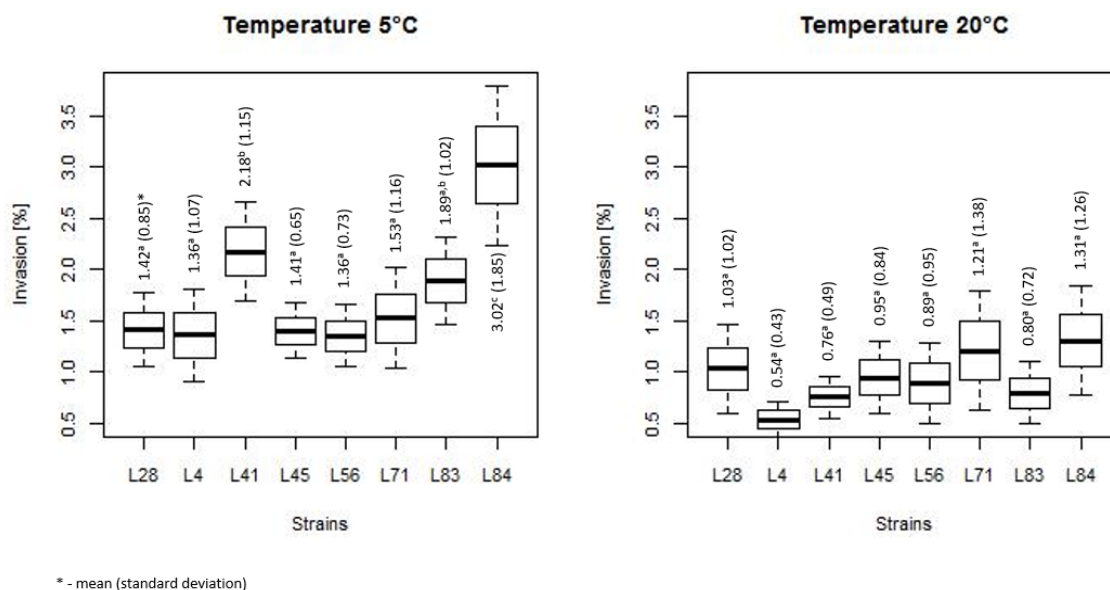 Temperature 5°C
Invasion [%]
3.5
3.0
2.5
2.0
1.5
1.0
0.5
1.42ᵃ (0.85)*
1.36ᵃ (1.07)
2.18ᵇ (1.15)
1.41ᵃ (0.65)
1.36ᵃ (0.73)
1.53ᵃ (1.16)
1.89ᵃ,ᵇ (1.02)
3.02ᶜ (1.85)
L28 L4 L41 L45 L56 L71 L83 L84
Strains
Temperature 20°C
Invasion [%]
3.5
3.0
2.5
2.0
1.5
1.0
0.5
1.03ᵃ (1.02)
0.54ᵃ (0.43)
0.76ᵃ (0.49)
0.95ᵃ (0.84)
0.89ᵃ (0.95)
1.21ᵃ (1.38)
0.80ᵃ (0.72)
1.31ᵃ (1.26)
L28 L4 L41 L45 L56 L71 L83 L84
Strains
* - mean (standard deviation)